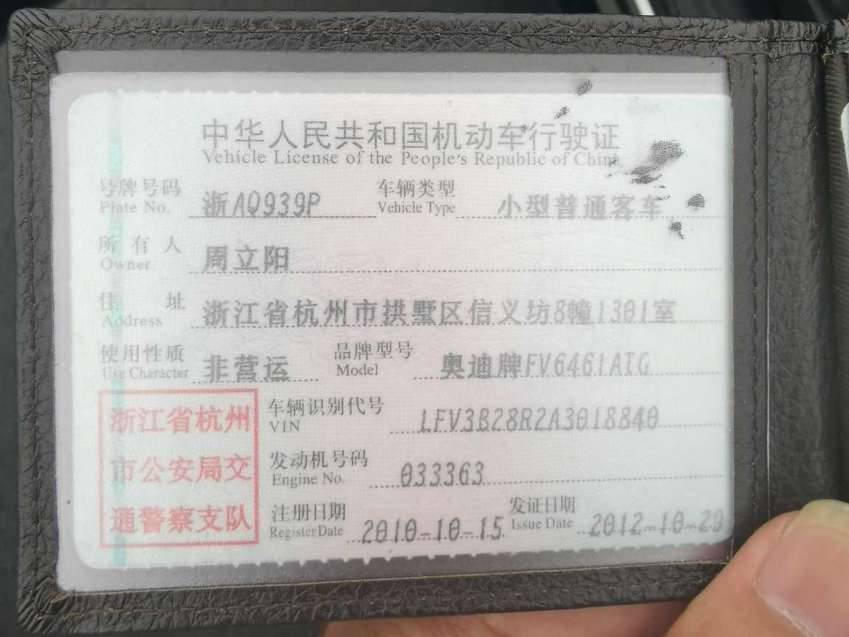 中华人民共和国机动车行驶证
Vehicle License of the People's Republic of China
号牌号码 浙AQ939P 车辆类型 小型普通客车
Plate No. Vehicle Type
所有人 周立阳
Owner
住址 浙江省杭州市拱墅区信义坊8幢1301室
Address
使用性质 非营运 品牌型号 奥迪牌FV6461ATG
Use Character Model
浙江省杭州
市公安局交
通警察支队
车辆识别代号 LFV3B28R2A3018840
VIN
发动机号码 033363
Engine No.
注册日期 2010-10-15 发证日期 2012-10-29
Register Date Issue Date